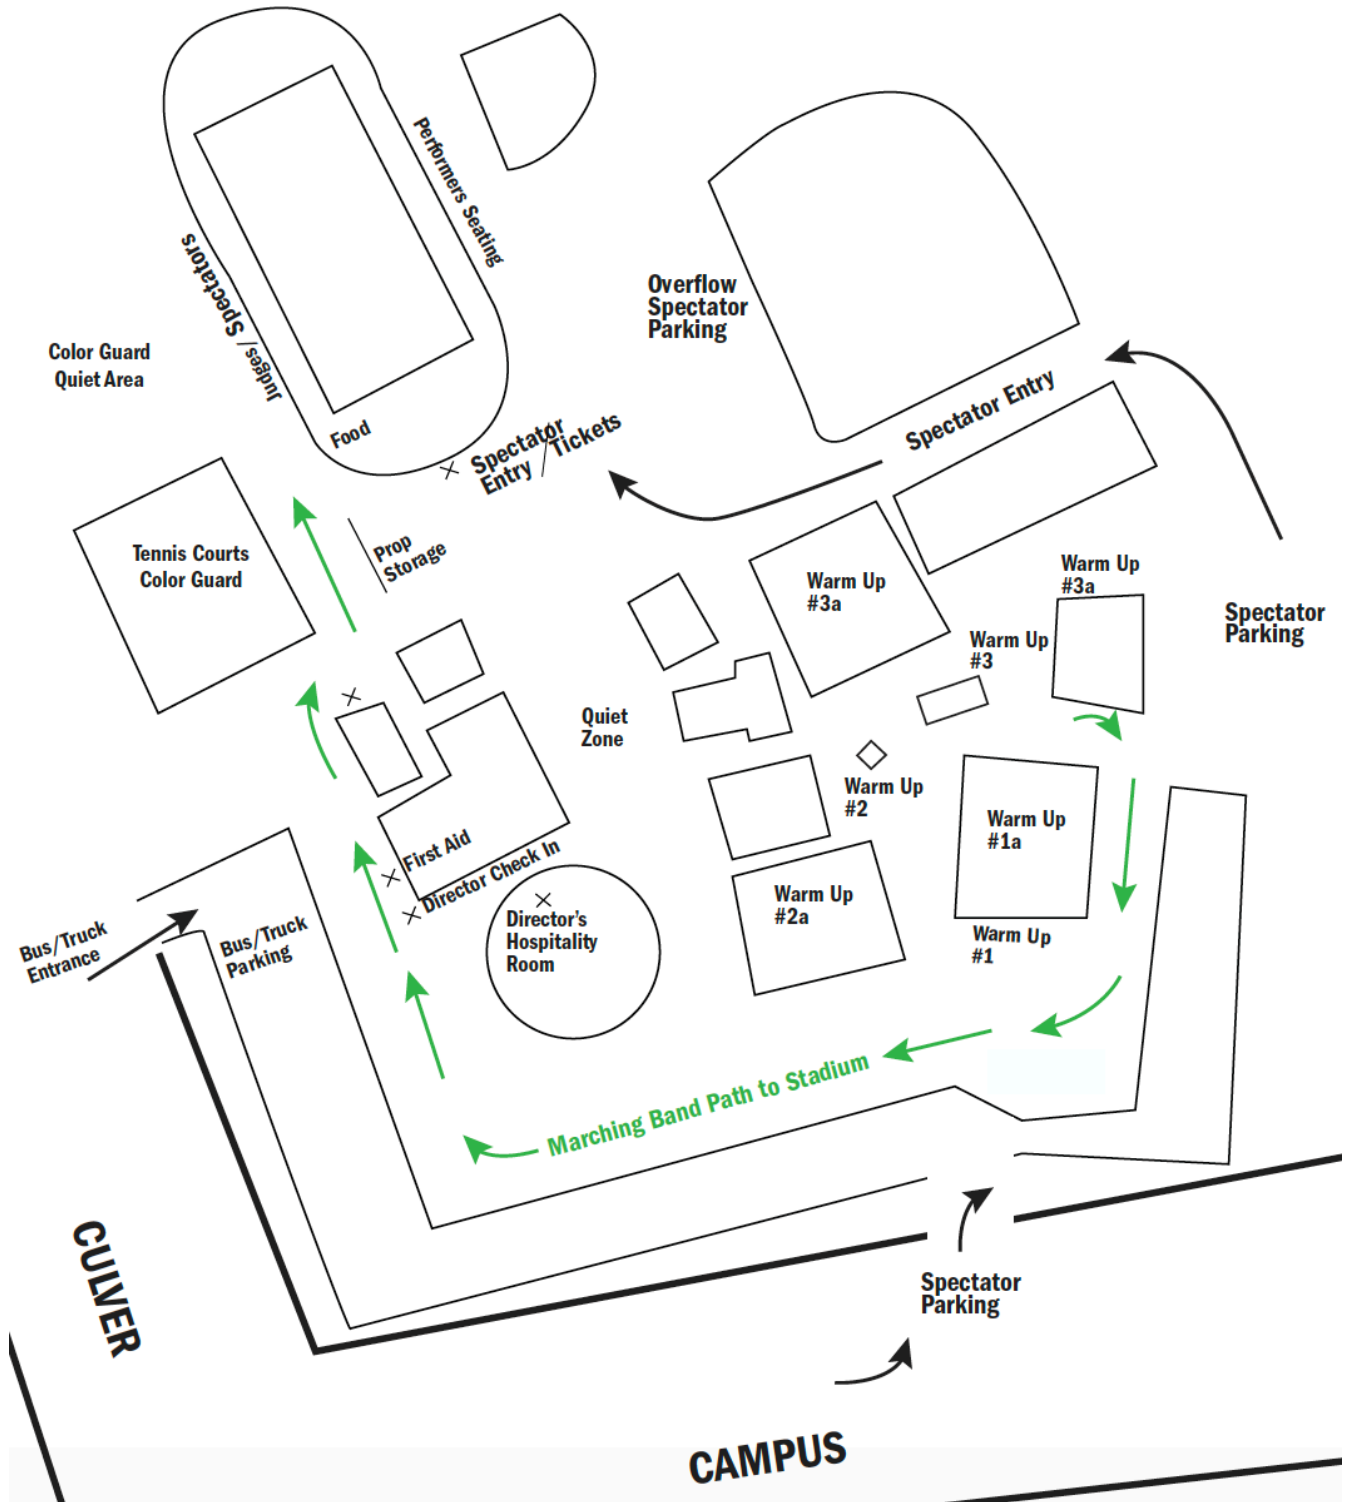 Performers Seating
Spectators
Judges/
Overflow
Spectator
Parking
Color Guard
Quiet Area
Food
Spectator
Entry / Tickets
Spectator Entry
Tennis Courts
Color Guard
Prop
Storage
Warm Up
#3a
Warm Up
#3a
Spectator
Parking
Warm Up
#3
Quiet
Zone
Warm Up
#2
Warm Up
#1a
First Aid
Director Check In
Warm Up
#2a
Director's
Hospitality
Room
Bus/Truck
Entrance
Bus/Truck
Parking
Warm Up
#1
Marching Band Path to Stadium
CULVER
Spectator
Parking
CAMPUS